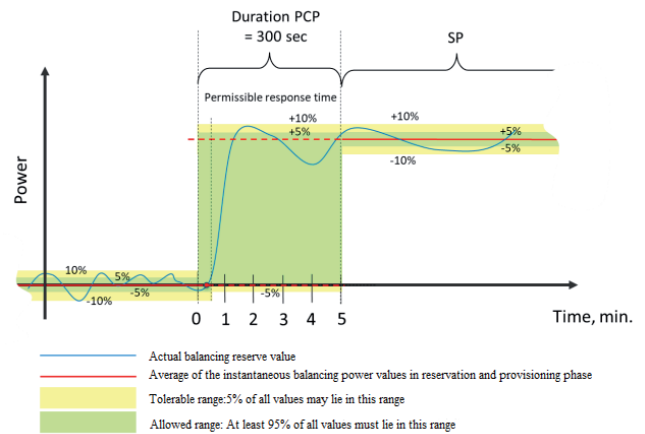 Duration PCP
= 300 sec
SP
Permissible response time
+10%
+5%
+10%
+5%
-5%
-10%
Power
10%
5%
-5%
-10%
-5%
0 1 2 3 4 5
Time, min.
Actual balancing reserve value
Average of the instantaneous balancing power values in reservation and provisioning phase
Tolerable range:5% of all values may lie in this range
Allowed range: At least 95% of all values must lie in this range